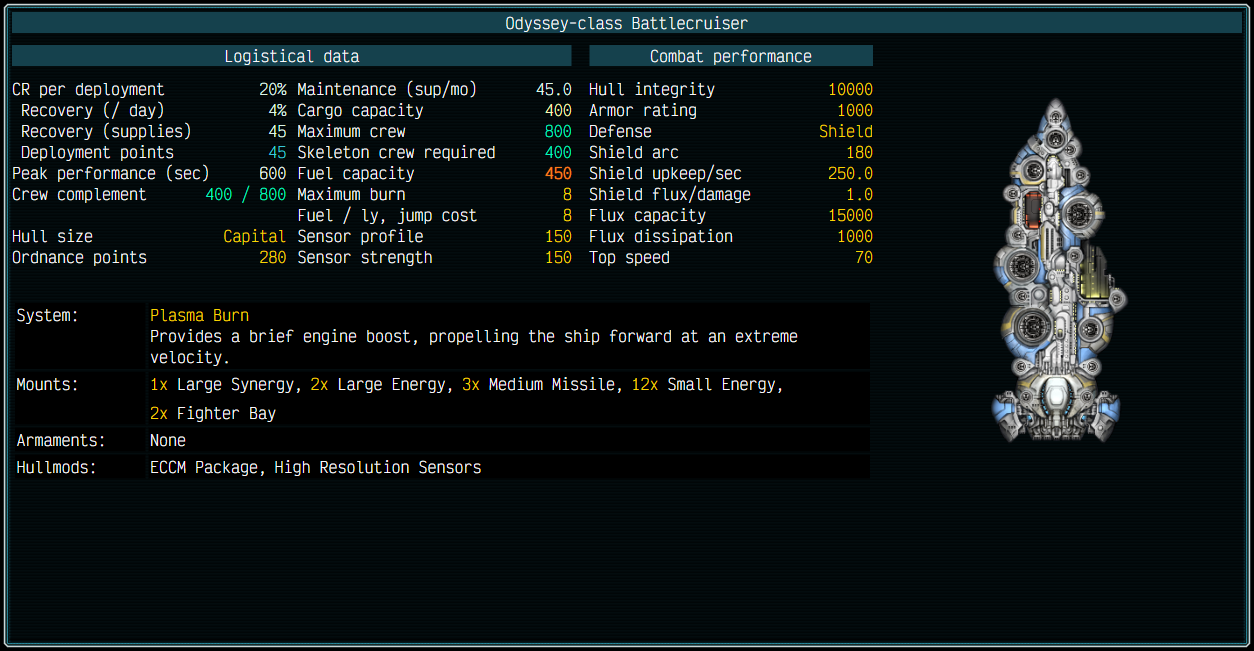 Odyssey-class Battlecruiser
Logistical data Combat performance
CR per deployment 20% Maintenance (sup/mo) 45.0 Hull integrity 10000
Recovery (/ day) 4% Cargo capacity 400 Armor rating 1000
Recovery (supplies) 45 Maximum crew 800 Defense Shield
Deployment points 45 Skeleton crew required 400 Shield arc 180
Peak performance (sec) 600 Fuel capacity 450 Shield upkeep/sec 250.0
Crew complement 400 / 800 Maximum burn 8 Shield flux/damage 1.0
Fuel / ly, jump cost 8 Flux capacity 15000
Hull size Capital Sensor profile 150 Flux dissipation 1000
Ordnance points 280 Sensor strength 150 Top speed 70
System: Plasma Burn
Provides a brief engine boost, propelling the ship forward at an extreme
velocity.
Mounts: 1x Large Synergy, 2x Large Energy, 3x Medium Missile, 12x Small Energy,
2x Fighter Bay
Armaments: None
Hullmods: ECCM Package, High Resolution Sensors